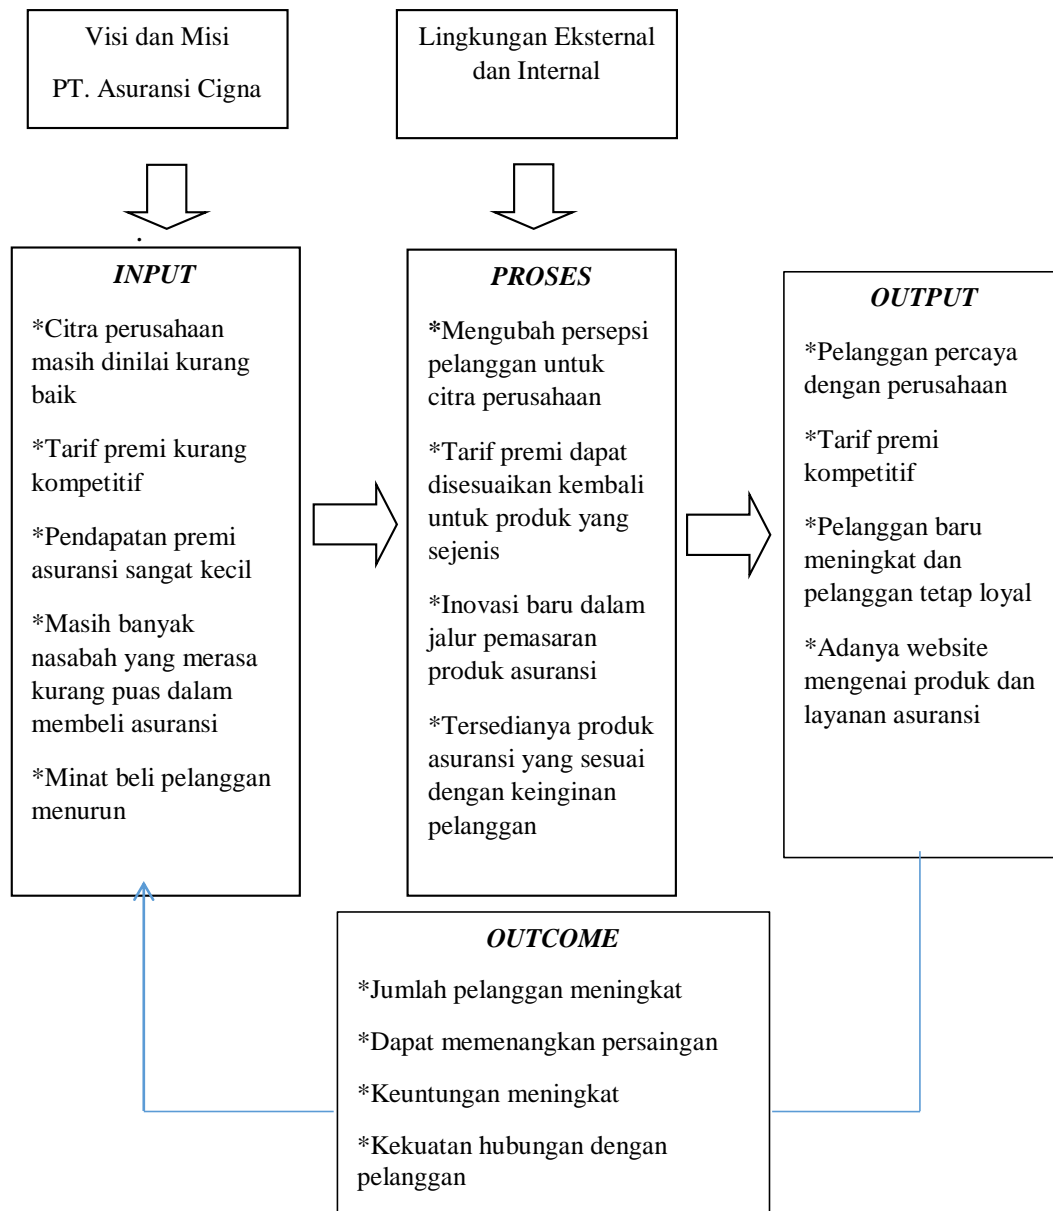 Visi dan Misi
PT. Asuransi Cigna
Lingkungan Eksternal
dan Internal
.
INPUT
*Citra perusahaan
masih dinilai kurang
baik
*Tarif premi kurang
kompetitif
*Pendapatan premi
asuransi sangat kecil
*Masih banyak
nasabah yang merasa
kurang puas dalam
membeli asuransi
*Minat beli pelanggan
menurun
PROSES
*Mengubah persepsi
pelanggan untuk
citra perusahaan
*Tarif premi dapat
disesuaikan kembali
untuk produk yang
sejenis
*Inovasi baru dalam
jalur pemasaran
produk asuransi
*Tersedianya produk
asuransi yang sesuai
dengan keinginan
pelanggan
OUTPUT
*Pelanggan percaya
dengan perusahaan
*Tarif premi
kompetitif
*Pelanggan baru
meningkat dan
pelanggan tetap loyal
*Adanya website
mengenai produk dan
layanan asuransi
OUTCOME
*Jumlah pelanggan meningkat
*Dapat memenangkan persaingan
*Keuntungan meningkat
*Kekuatan hubungan dengan
pelanggan